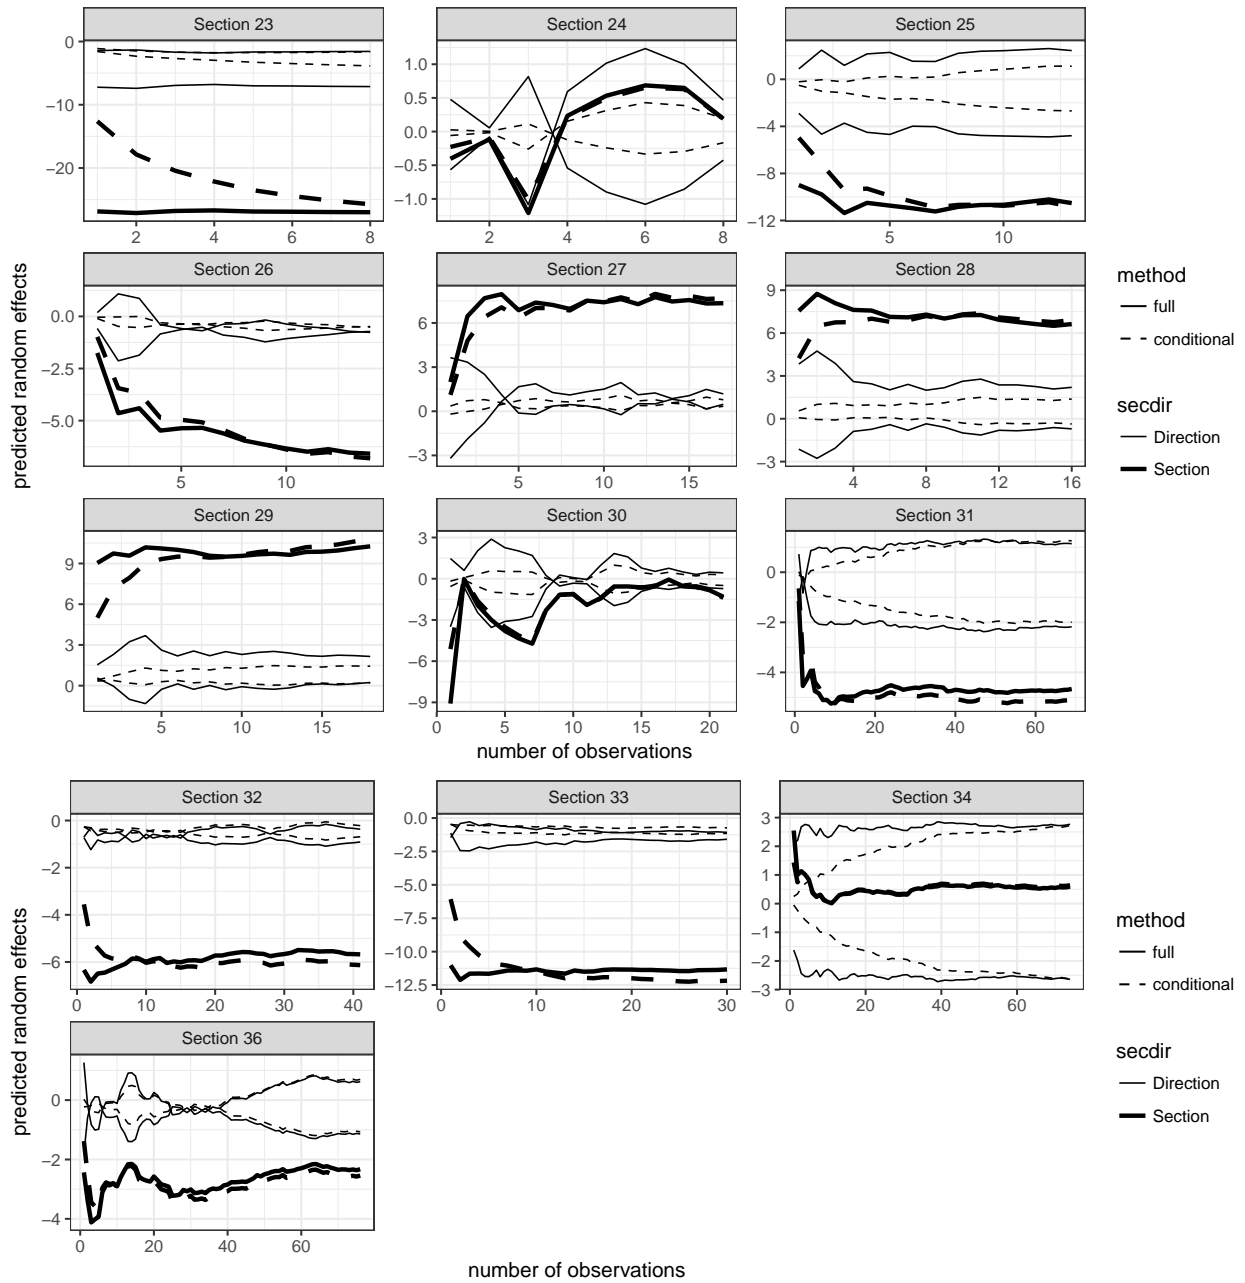 Section 23 Section 24 Section 25
0 −10 −20
2 4 6 8
1.0 0.5 0.0 −0.5 −1.0
2 4 6 8
0 −4 −8 −12
5 10
Section 26 Section 27 Section 28
0.0 −2.5 −5.0
5 10
6 3 0 −3
5 10 15
9 6 3 0 −3
4 8 12 16
Section 29 Section 30 Section 31
9 6 3 0
5 10 15
3 0 −3 −6 −9
0 5 10 15 20
0 −2 −4
0 20 40 60
predicted random effects
number of observations
method
full
conditional
secdir
Direction
Section
Section 32 Section 33 Section 34
0 −2 −4 −6
0 10 20 30 40
0.0 −2.5 −5.0 −7.5 −10.0 −12.5
0 10 20 30
3 2 1 0 −1 −2 −3
0 20 40 60
Section 36
0 −2 −4
0 20 40 60
predicted random effects
number of observations
method
full
conditional
secdir
Direction
Section